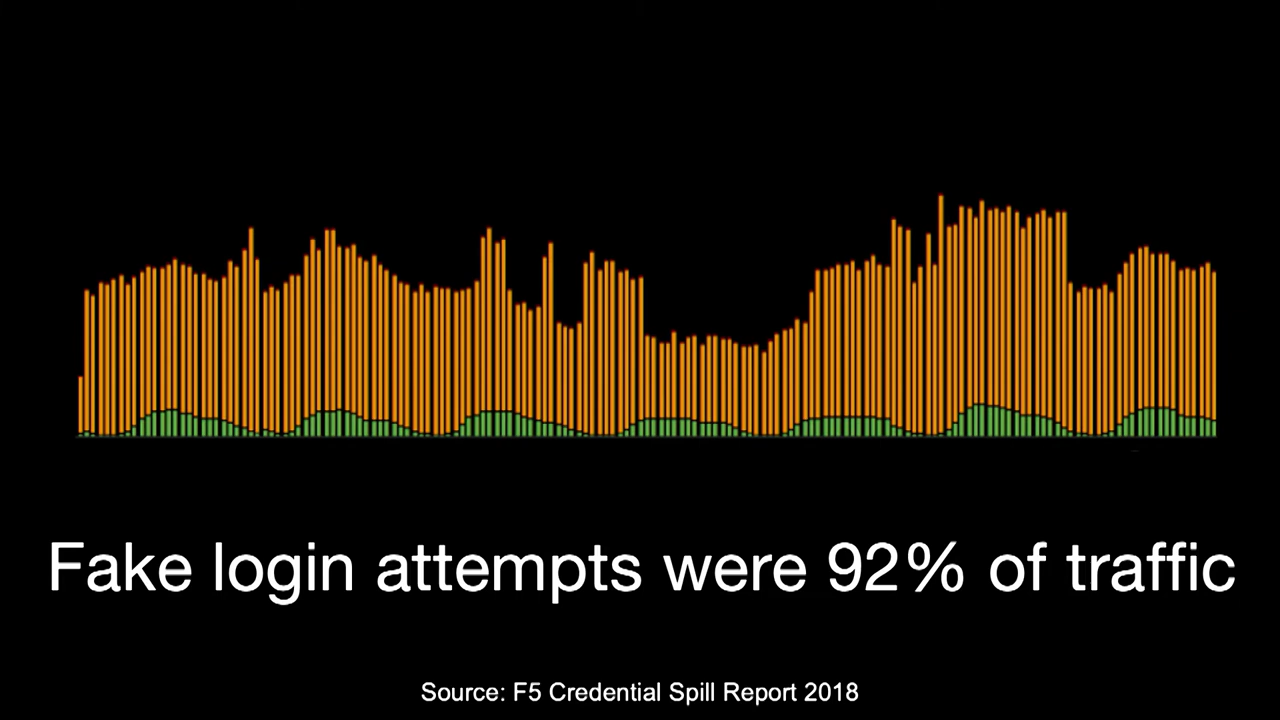 Fake login attempts were 92% of traffic
Source: F5 Credential Spill Report 2018